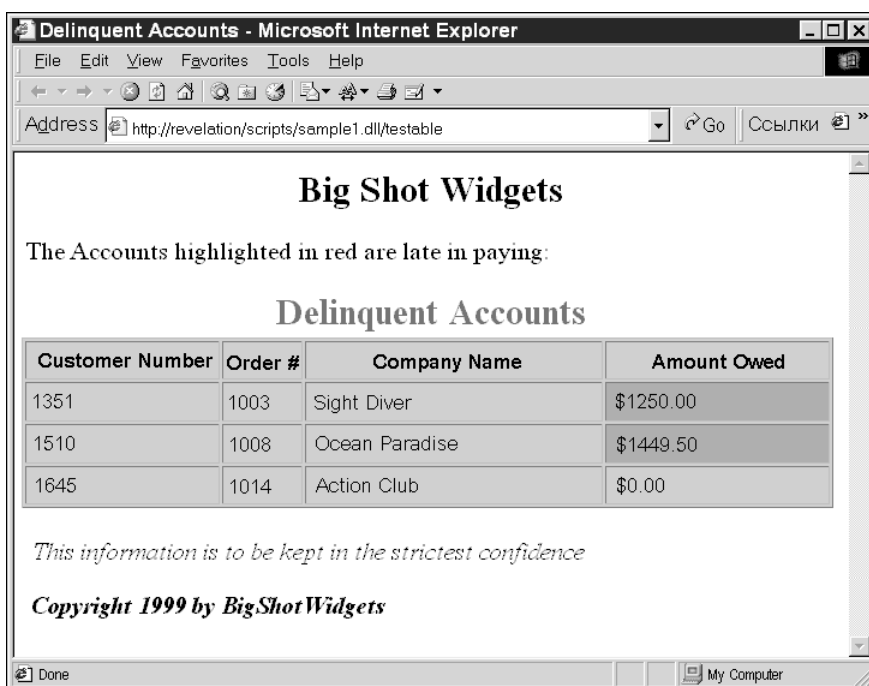 Delinquent Accounts - Microsoft Internet Explorer
File Edit View Favorites Tools Help
Address http://revelation/scripts/sample1.dll/testable Go Ссылки »
Big Shot Widgets
The Accounts highlighted in red are late in paying:
Delinquent Accounts
Customer Number Order # Company Name Amount Owed
1351 1003 Sight Diver $1250.00
1510 1008 Ocean Paradise $1449.50
1645 1014 Action Club $0.00
This information is to be kept in the strictest confidence
Copyright 1999 by BigShotWidgets
Done My Computer